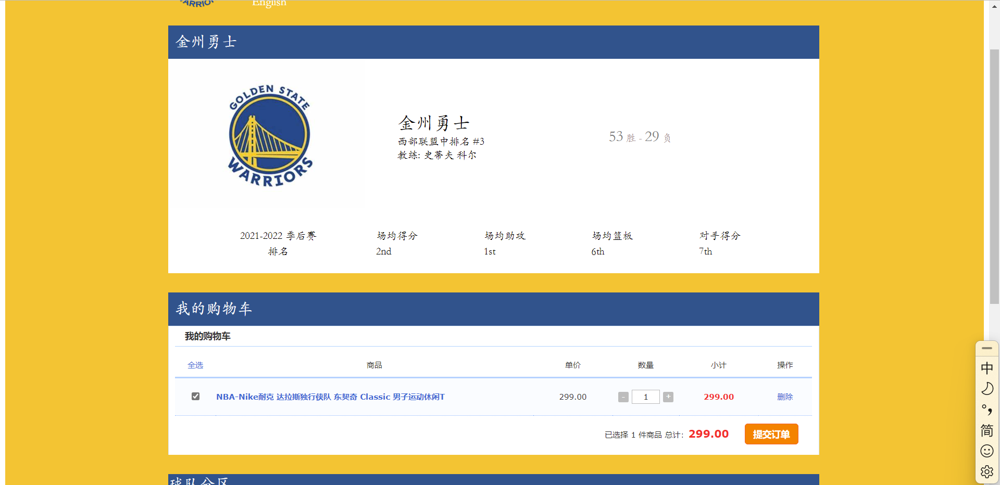 WARRIORS
English
金州勇士
GOLDEN STATE
WARRIORS
金州勇士
西部联盟中排名 #3
教练: 史蒂夫 科尔
53 胜 - 29 负
2021-2022 季后赛
排名
场均得分
2nd
场均助攻
1st
场均篮板
6th
对手得分
7th
我的购物车
我的购物车
全选 商品 单价 数量 小计 操作
NBA-Nike耐克 达拉斯独行侠队 东契奇 Classic 男子运动休闲T 299.00 - 1 + 299.00 删除
已选择 1 件商品 总计: 299.00 提交订单
球队分区
中
简